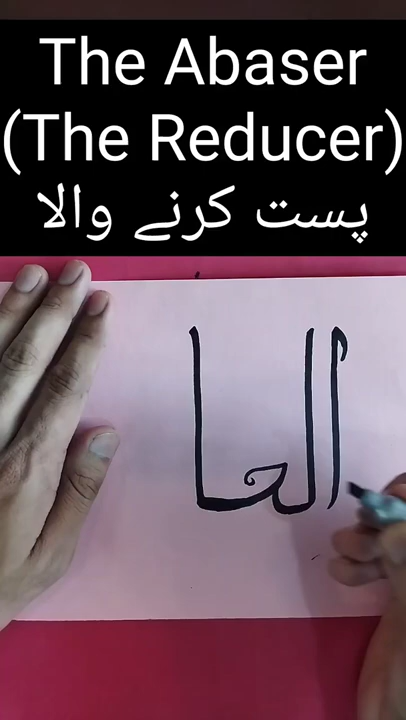 The Abaser
(The Reducer)
پست کرنے والا
الحا